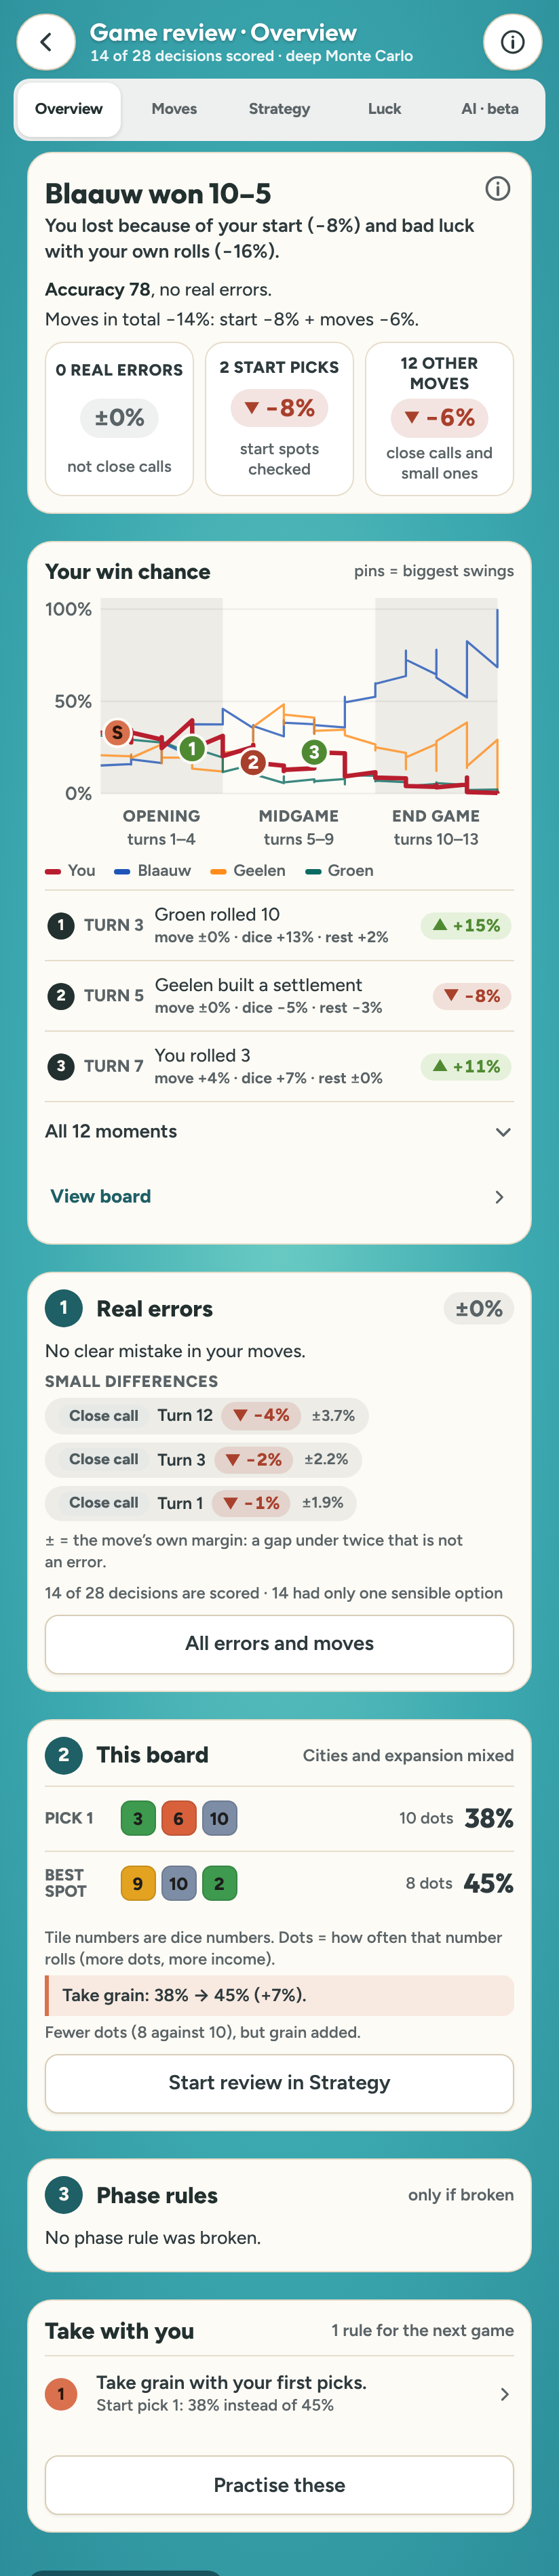 Game review · Overview
14 of 28 decisions scored · deep Monte Carlo
Overview
Moves
Strategy
Luck
AI · beta
Blaauw won 10–5
You lost because of your start (−8%) and bad luck
with your own rolls (−16%).
Accuracy 78, no real errors.
Moves in total −14%: start −8% + moves −6%.
0 REAL ERRORS
±0%
not close calls
2 START PICKS
▼ −8%
start spots
checked
12 OTHER
MOVES
▼ −6%
close calls and
small ones
Your win chance
pins = biggest swings
100%
50%
0%
S
1
2
3
OPENING
turns 1–4
MIDGAME
turns 5–9
END GAME
turns 10–13
You
Blaauw
Geelen
Groen
1 TURN 3
Groen rolled 10
move ±0% · dice +13% · rest +2%
▲ +15%
2 TURN 5
Geelen built a settlement
move ±0% · dice −5% · rest −3%
▼ −8%
3 TURN 7
You rolled 3
move +4% · dice +7% · rest ±0%
▲ +11%
All 12 moments
View board
1 Real errors
±0%
No clear mistake in your moves.
SMALL DIFFERENCES
Close call Turn 12 ▼ −4% ±3.7%
Close call Turn 3 ▼ −2% ±2.2%
Close call Turn 1 ▼ −1% ±1.9%
± = the move’s own margin: a gap under twice that is not
an error.
14 of 28 decisions are scored · 14 had only one sensible option
All errors and moves
2 This board
Cities and expansion mixed
PICK 1
3 6 10
10 dots 38%
BEST
SPOT
9 10 2
8 dots 45%
Tile numbers are dice numbers. Dots = how often that number
rolls (more dots, more income).
Take grain: 38% → 45% (+7%).
Fewer dots (8 against 10), but grain added.
Start review in Strategy
3 Phase rules
only if broken
No phase rule was broken.
Take with you
1 rule for the next game
1
Take grain with your first picks.
Start pick 1: 38% instead of 45%
Practise these